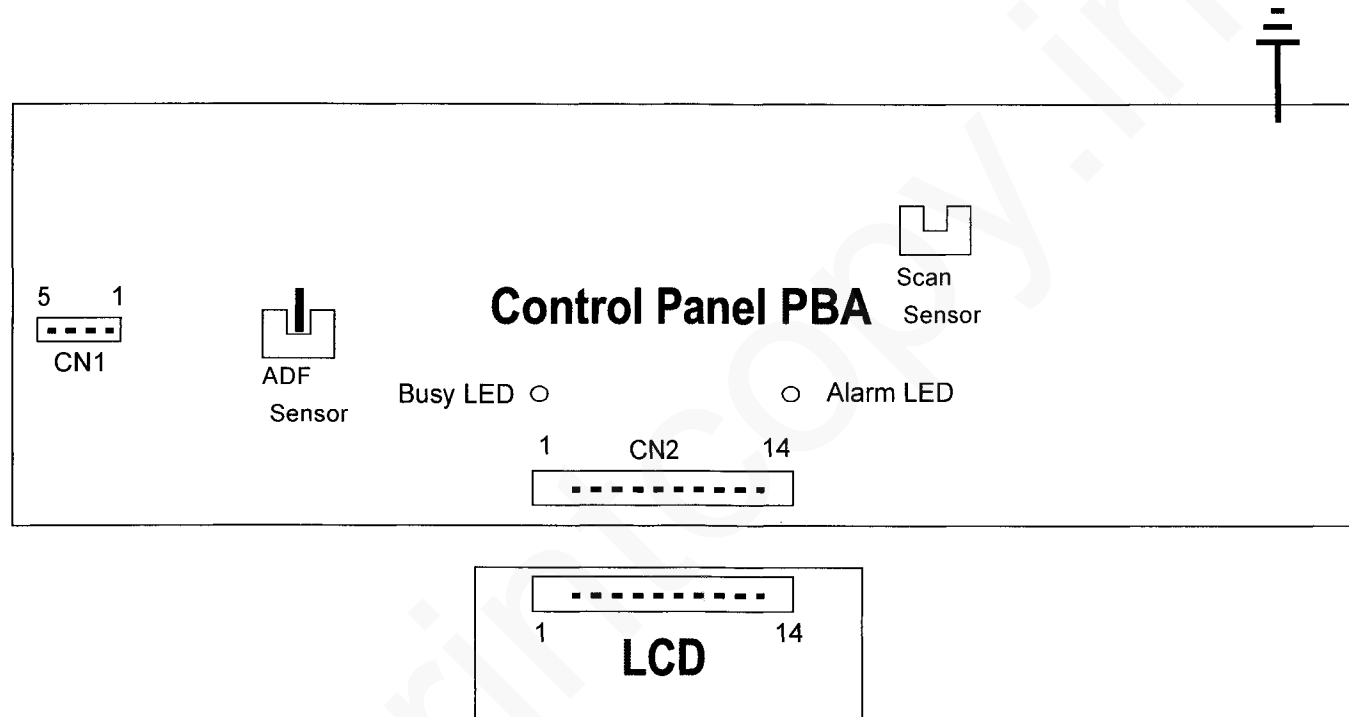 Scan
Sensor
Control Panel PBA
5 1
CN1
ADF
Sensor
Busy LED
Alarm LED
1 CN2 14
1 14
LCD